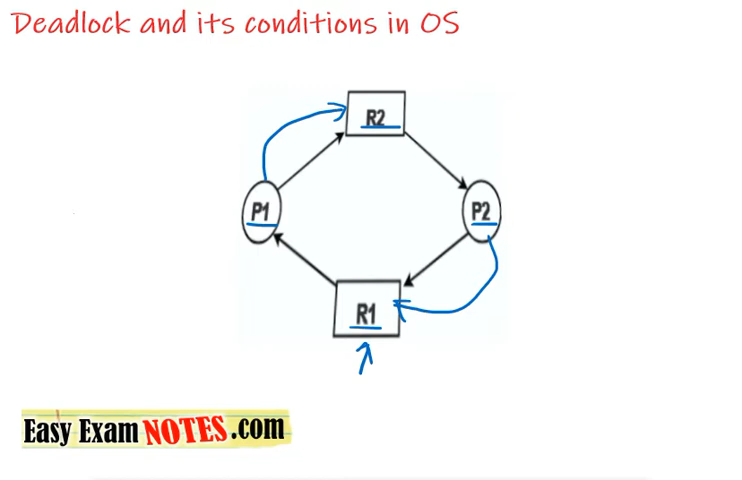 Deadlock and its conditions in OS
R2
P1
P2
R1
Easy Exam NOTES.com